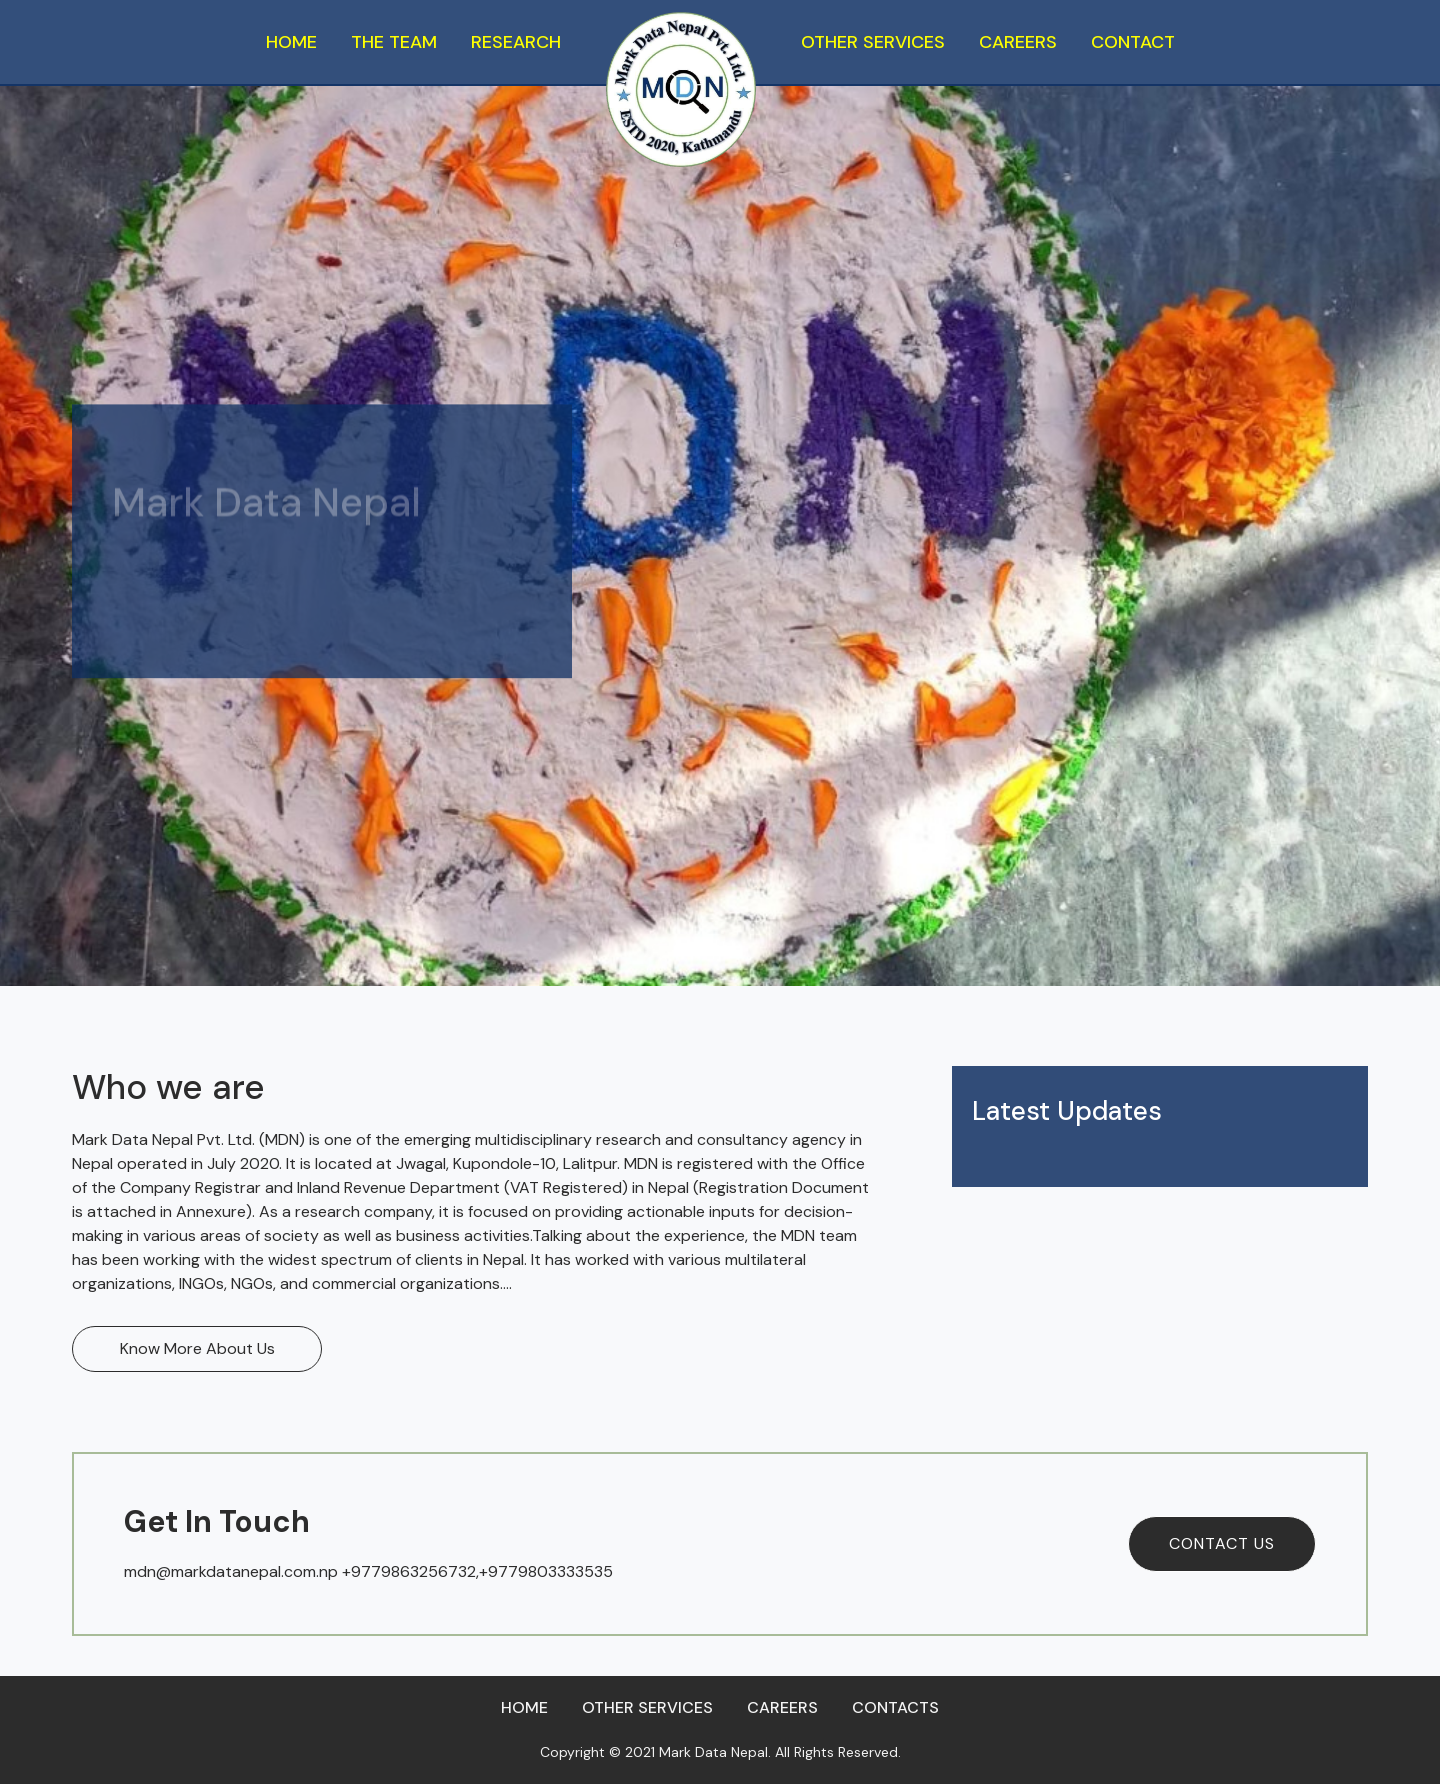 HOME THE TEAM RESEARCH OTHER SERVICES CAREERS CONTACT
Mark Data Nepal Pvt. Ltd.
MDN
ESTD 2020, Kathmandu
MDN
Mark Data Nepal
Who we are
Mark Data Nepal Pvt. Ltd. (MDN) is one of the emerging multidisciplinary research and consultancy agency in
Nepal operated in July 2020. It is located at Jwagal, Kupondole-10, Lalitpur. MDN is registered with the Office
of the Company Registrar and Inland Revenue Department (VAT Registered) in Nepal (Registration Document
is attached in Annexure). As a research company, it is focused on providing actionable inputs for decision-
making in various areas of society as well as business activities.Talking about the experience, the MDN team
has been working with the widest spectrum of clients in Nepal. It has worked with various multilateral
organizations, INGOs, NGOs, and commercial organizations....
Know More About Us
Latest Updates
Get In Touch
mdn@markdatanepal.com.np +9779863256732,+9779803333535
CONTACT US
HOME OTHER SERVICES CAREERS CONTACTS
Copyright © 2021 Mark Data Nepal. All Rights Reserved.